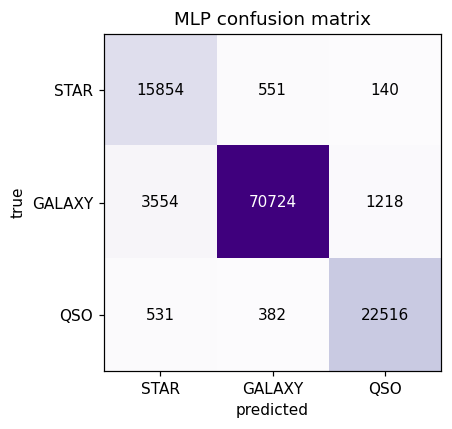 MLP confusion matrix
STAR 15854 551 140
GALAXY 3554 70724 1218
QSO 531 382 22516
true
STAR GALAXY QSO
predicted